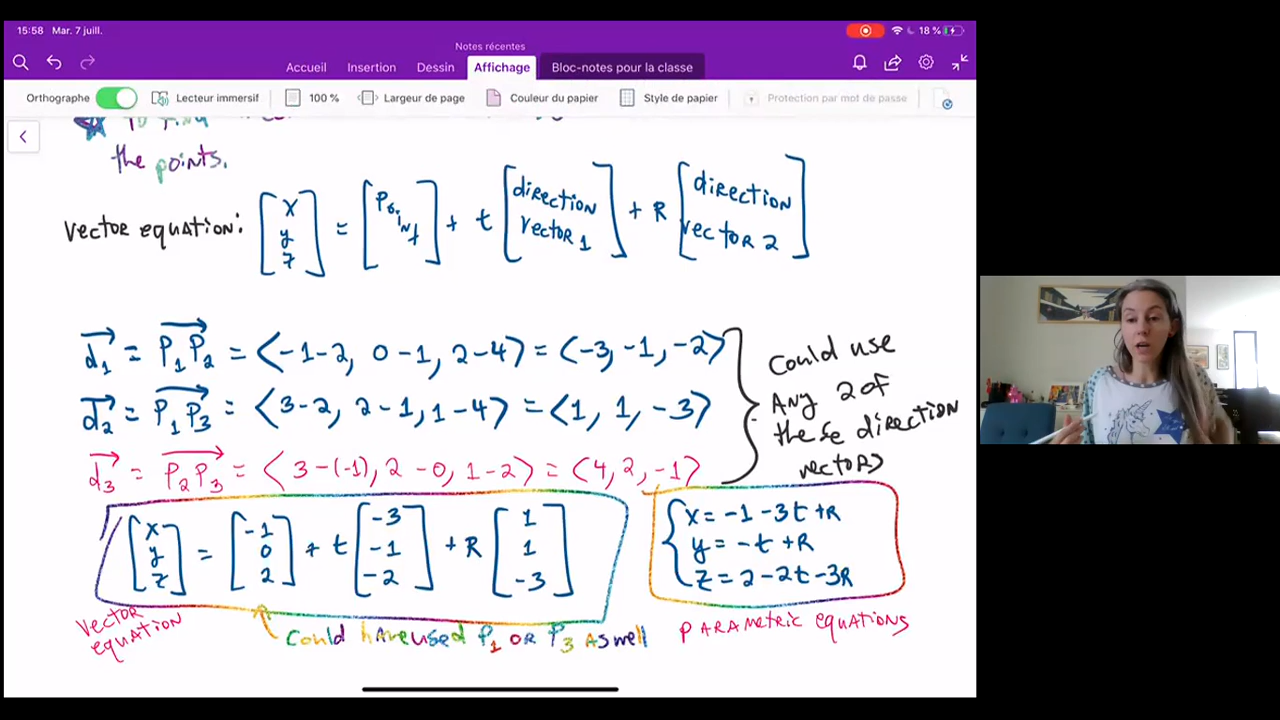 15:58 Mar. 7 juill.
18 %
Notes récentes
Accueil Insertion Dessin Affichage Bloc-notes pour la classe
Orthographe Lecteur immersif 100 % Largeur de page Couleur du papier Style de papier Protection par mot de passe
To find
the points.
vector equation: [x y z] = [Point] + t [direction vector 1] + R [direction vector 2]
d₁ = P₁P₂ = <-1-2, 0-1, 2-4> = <-3, -1, -2>
d₂ = P₁P₃ = <3-2, 2-1, 1-4> = <1, 1, -3>
d₃ = P₂P₃ = <3-(-1), 2-0, 1-2> = <4, 2, -1>
Could use
Any 2 of
these direction
vectors
[x y z] = [-1 0 2] + t [-3 -1 -2] + R [1 1 -3]
vector
equation
Could have used P₁ OR P₃ as well
x = -1 - 3t + R
y = -t + R
z = 2 - 2t - 3R
PARAMETRIC equations